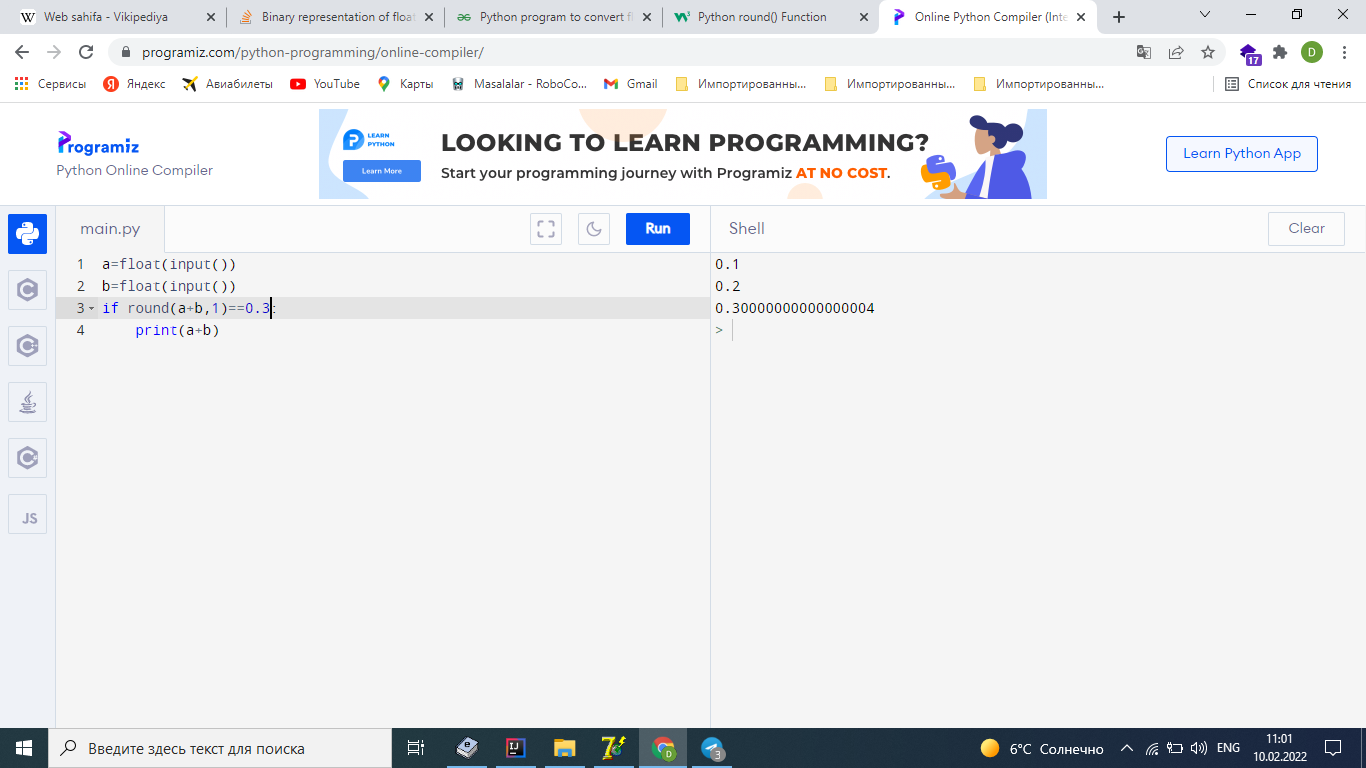 Web sahifa - Vikipediya
Binary representation of float
Python program to convert fl
Python round() Function
Online Python Compiler (Inte
programiz.com/python-programming/online-compiler/
17
D
Сервисы
Яндекс
Авиабилеты
YouTube
Карты
Masalalar - RoboCo...
Gmail
Импортированны...
Импортированны...
Импортированны...
Список для чтения
Programiz
Python Online Compiler
LEARN
PYTHON
Learn More
LOOKING TO LEARN PROGRAMMING?
Start your programming journey with Programiz AT NO COST.
Learn Python App
main.py
Run
Shell
Clear
1 a=float(input())
2 b=float(input())
3 if round(a+b,1)==0.3:
4 print(a+b)
0.1
0.2
0.30000000000000004
>
JS
Введите здесь текст для поиска
6°C Солнечно
ENG
11:01
10.02.2022